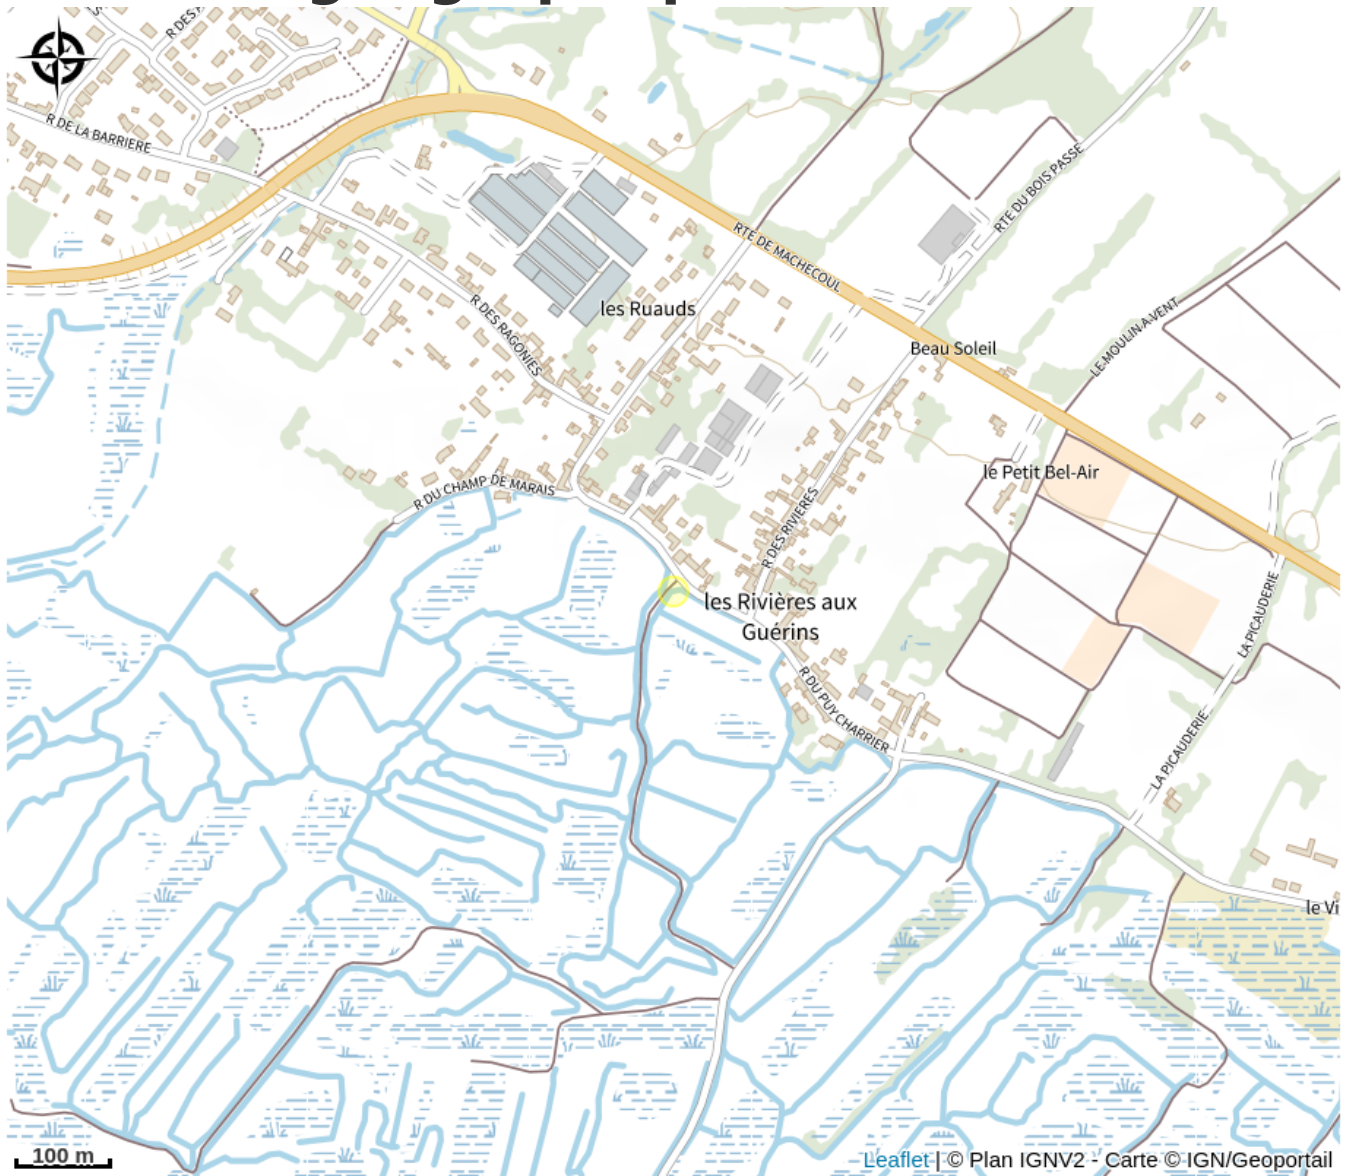 R DE LA BARRIERE
RTE DU BOIS PASSE
RTE DE MACHECOUL
R DES RAGONIES
les Ruauds
LE MOULIN A VENT
Beau Soleil
le Petit Bel-Air
R DU CHAMP DE MARAIS
R DES RIVIERES
LA PICAUDERIE
les Rivières aux
Guérins
R DU PUY CHARRIER
LA PICAUDERIE
le Vi
100 m
Leaflet | © Plan IGNV2 - Carte © IGN/Geoportail